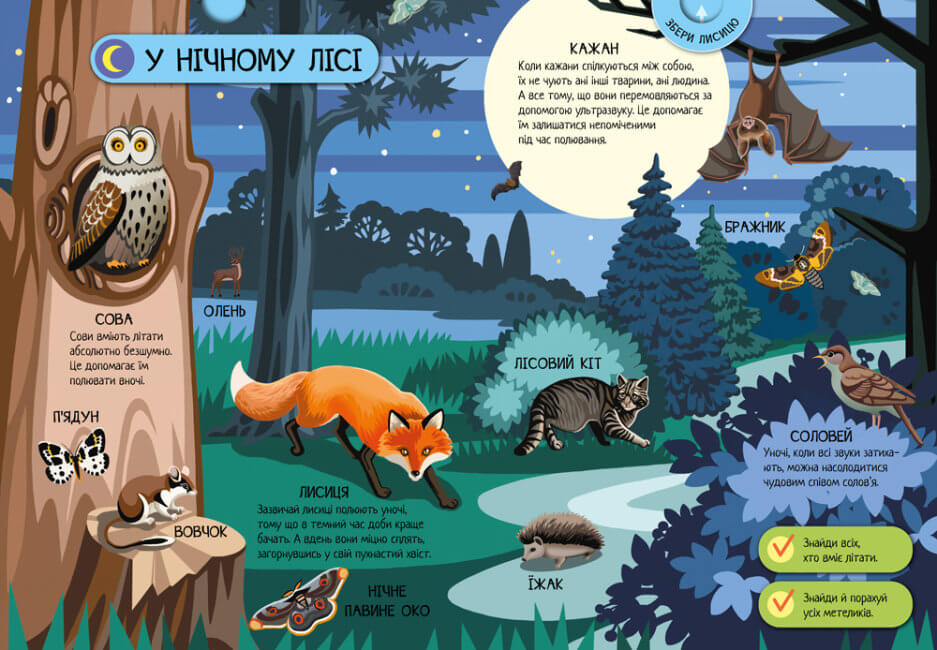 У НІЧНОМУ ЛІСІ
ЗБЕРИ ЛИСИЦЮ
КАЖАН
Коли кажани спілкуються між собою,
їх не чують ані інші тварини, ані людина.
А все тому, що вони перемовляються за
допомогою ультразвуку. Це допомагає
їм залишатися непоміченими
під час полювання.
БРАЖНИК
ОЛЕНЬ
СОВА
Сови вміють літати
абсолютно безшумно.
Це допомагає їм
полювати вночі.
ЛІСОВИЙ КІТ
П'ЯДУН
СОЛОВЕЙ
Уночі, коли всі звуки затиха-
ють, можна насолодитися
чудовим співом солов'я.
ЛИСИЦЯ
Зазвичай лисиці полюють уночі,
тому що в темний час доби краще
бачать. А вдень вони міцно сплять,
загорнувшись у свій пухнастий хвіст.
ВОВЧОК
ЇЖАК
НІЧНЕ
ПАВИНЕ ОКО
Знайди всіх,
хто вміє літати.
Знайди й порахуй
усіх метеликів.